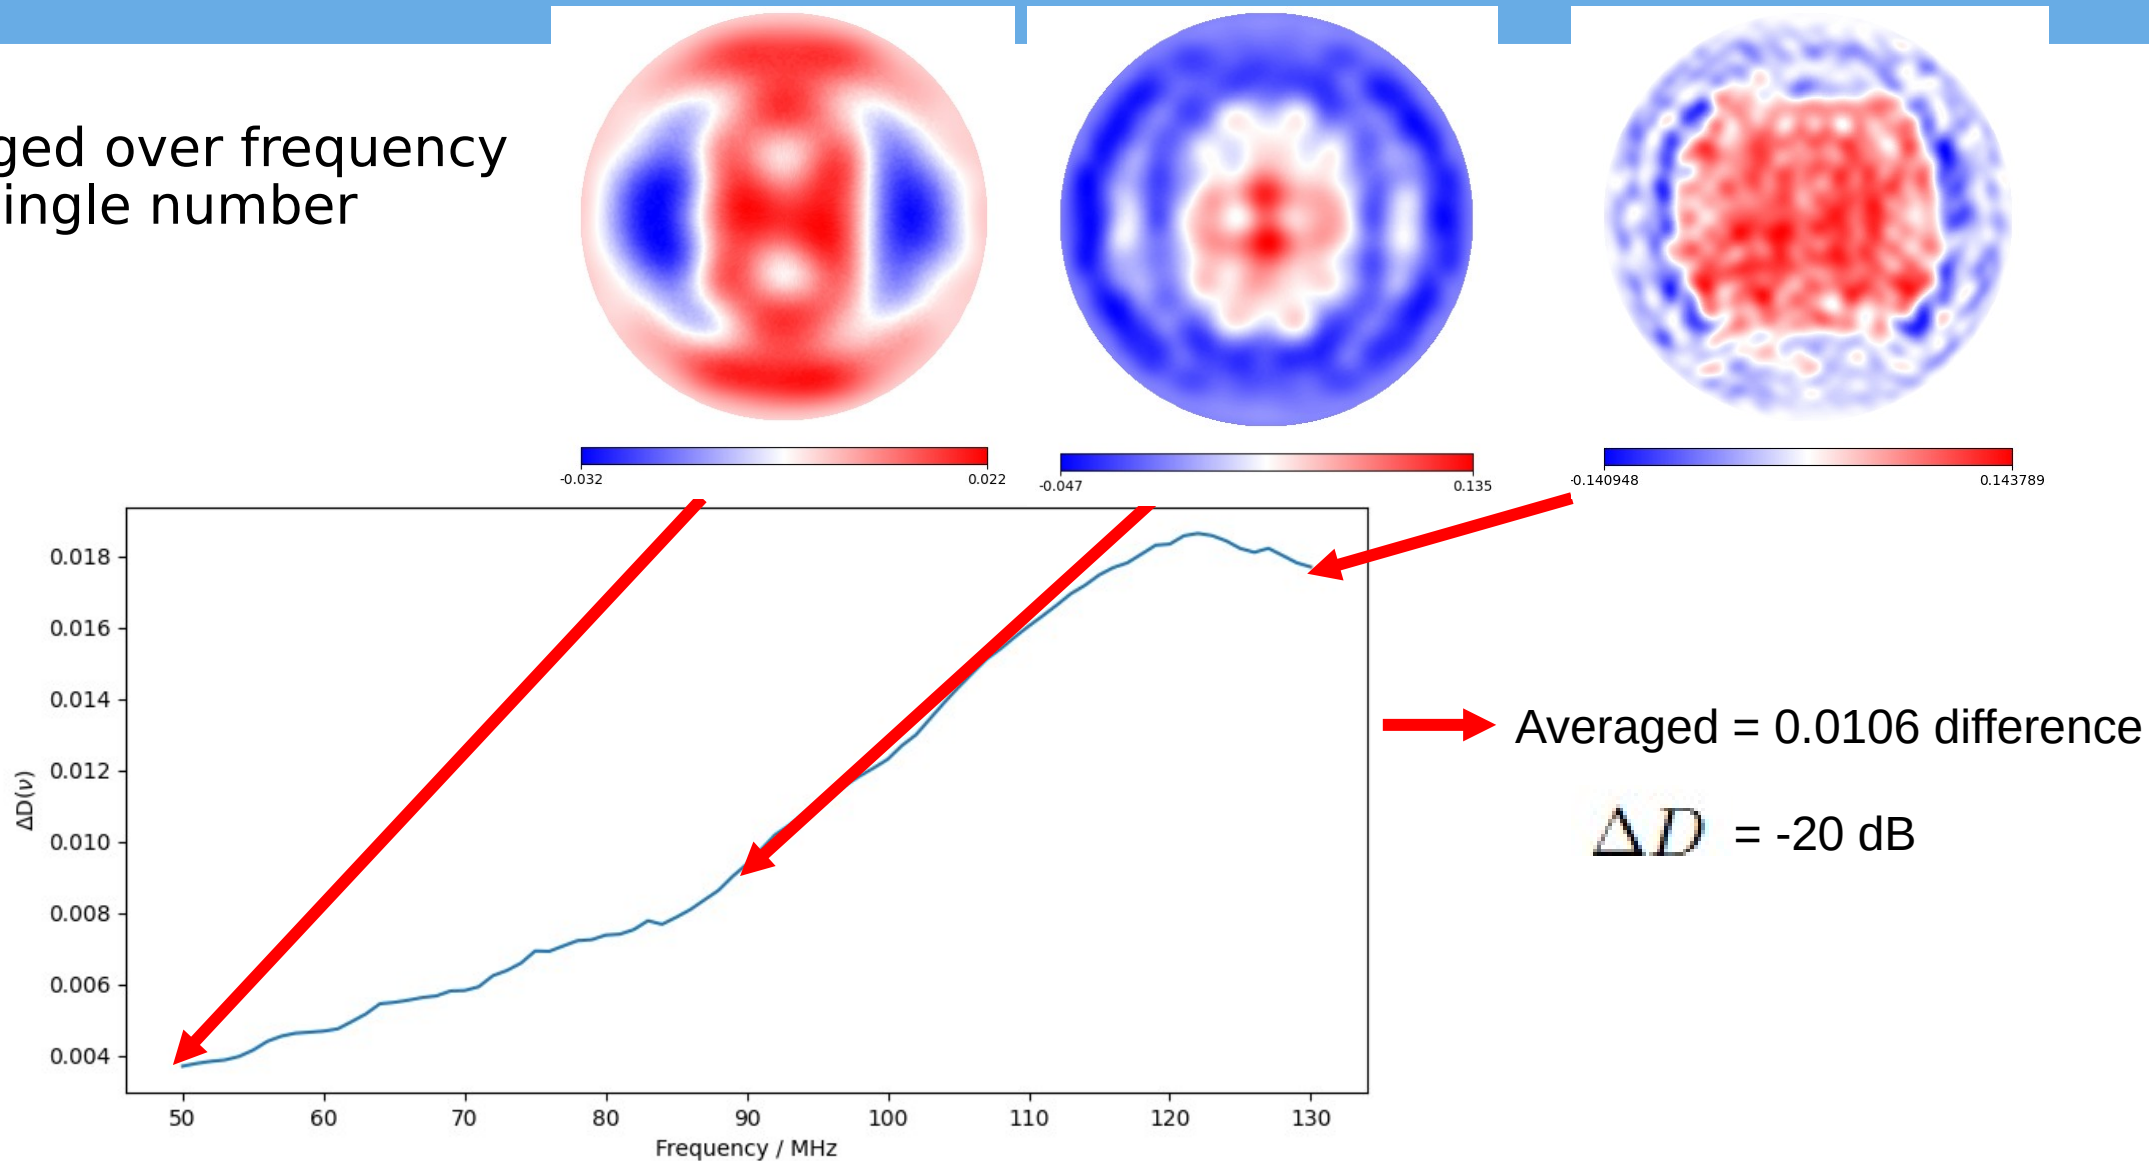 ged over frequency
ingle number
-0.032 0.022
-0.047 0.135
-0.140948 0.143789
0.018
0.016
0.014
0.012
0.010
0.008
0.006
0.004
ΔD(ν)
50 60 70 80 90 100 110 120 130
Frequency / MHz
Averaged = 0.0106 difference
ΔD = -20 dB